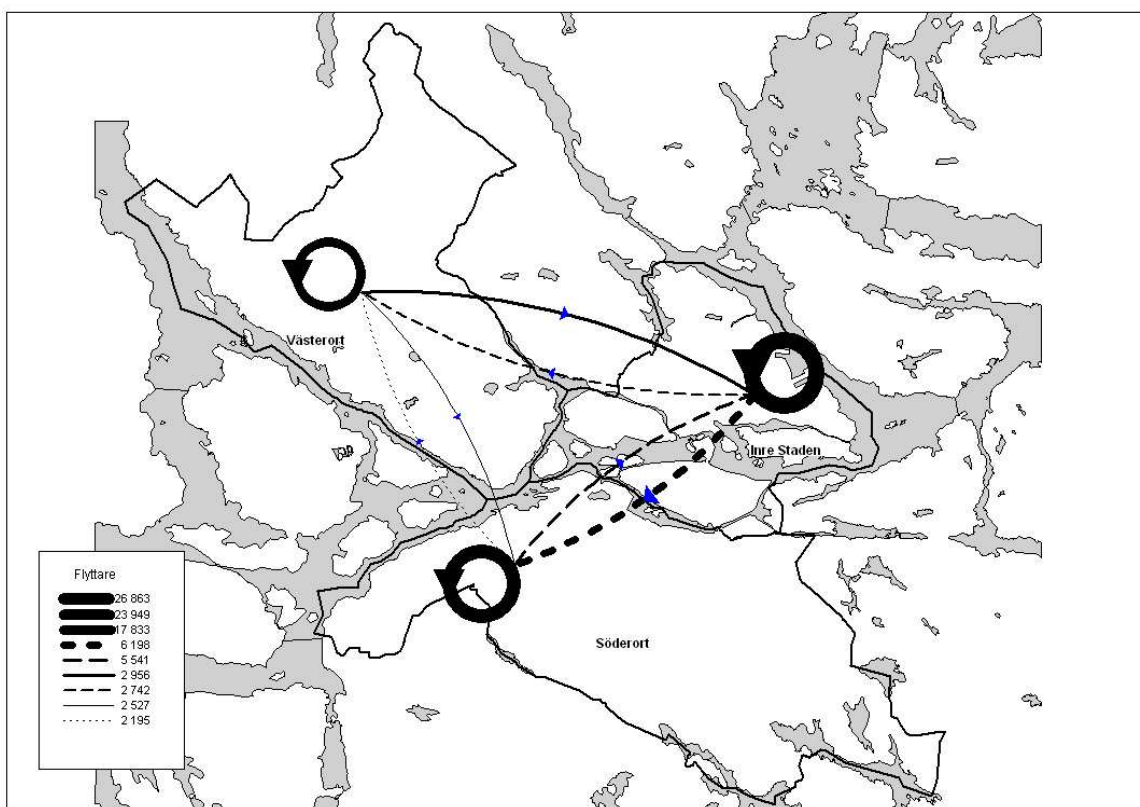 Västerort
Inre Staden
Flyttare
26 863
23 949
17 833
6 198
5 541
2 956
2 742
2 527
2 195
Söderort